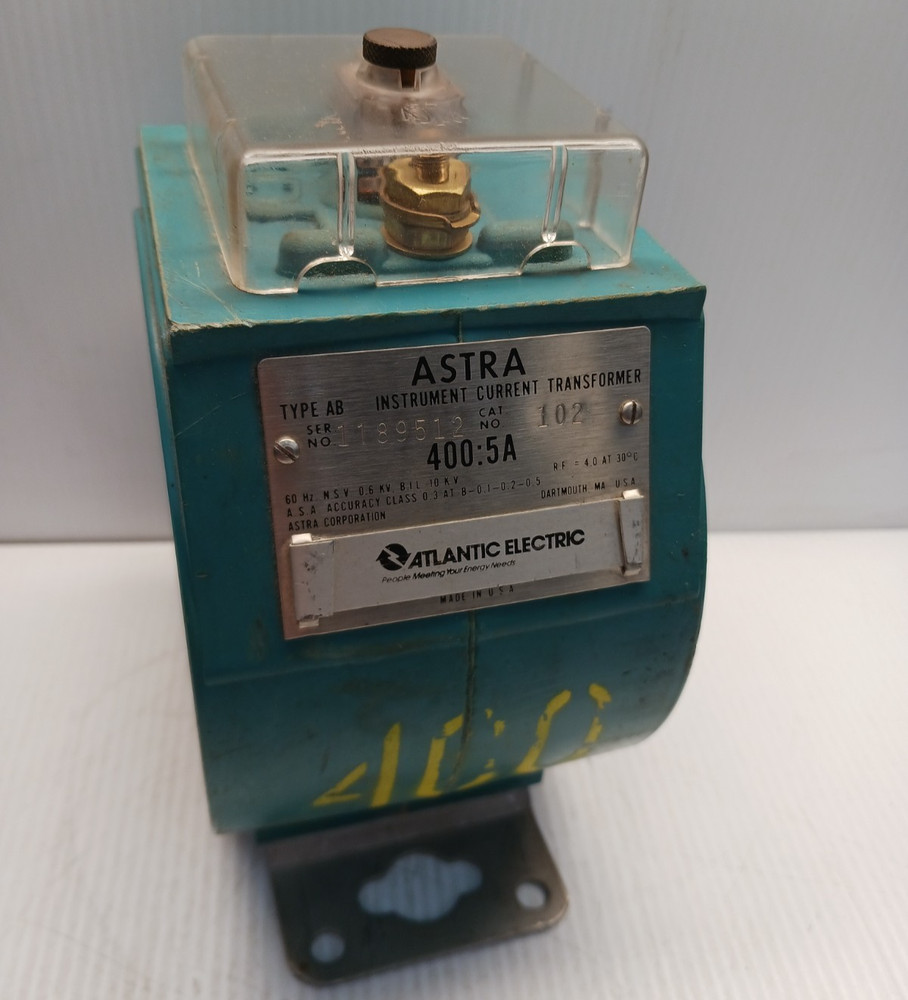 ASTRA
INSTRUMENT CURRENT TRANSFORMER
TYPE AB
SER. NO. 1189512 CAT. NO. 102
400:5A
RF = 4.0 AT 30°C
60 Hz. N.S.V. 0.6 KV. B.I.L. 10 KV
A.S.A. ACCURACY CLASS 0.3 AT B-0.1-0.2-0.5
ASTRA CORPORATION DARTMOUTH MA. U.S.A.
ATLANTIC ELECTRIC
People Meeting Your Energy Needs
MADE IN U.S.A.
400